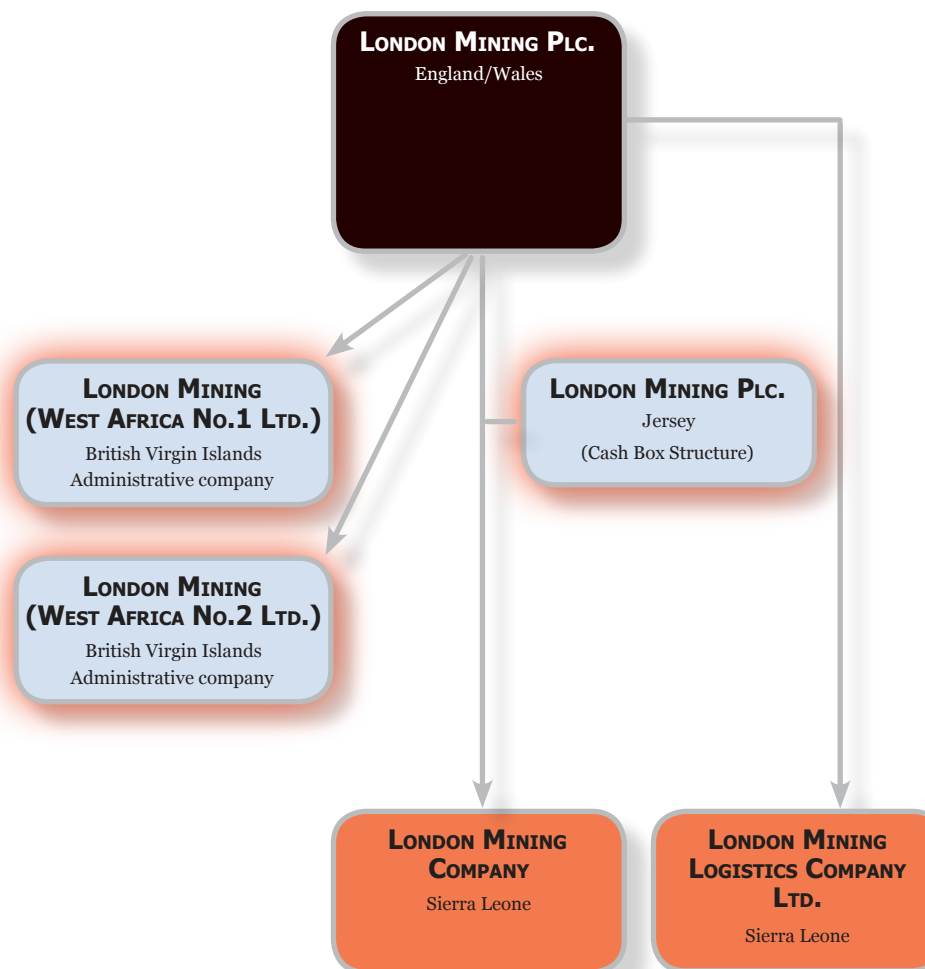 London Mining Plc.
England/Wales
London Mining
(West Africa No.1 Ltd.)
British Virgin Islands
Administrative company
London Mining Plc.
Jersey
(Cash Box Structure)
London Mining
(West Africa No.2 Ltd.)
British Virgin Islands
Administrative company
London Mining
Company
Sierra Leone
London Mining
Logistics Company
Ltd.
Sierra Leone